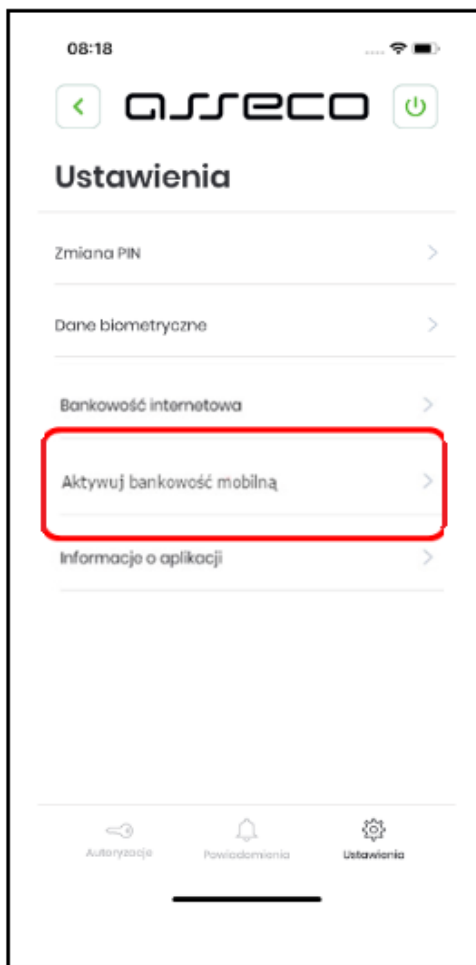 08:18
asseco
Ustawienia
Zmiana PIN
Dane biometryczne
Bankowość internetowa
Aktywuj bankowość mobilną
Informacje o aplikacji
Autoryzacje Powiadomienia Ustawienia